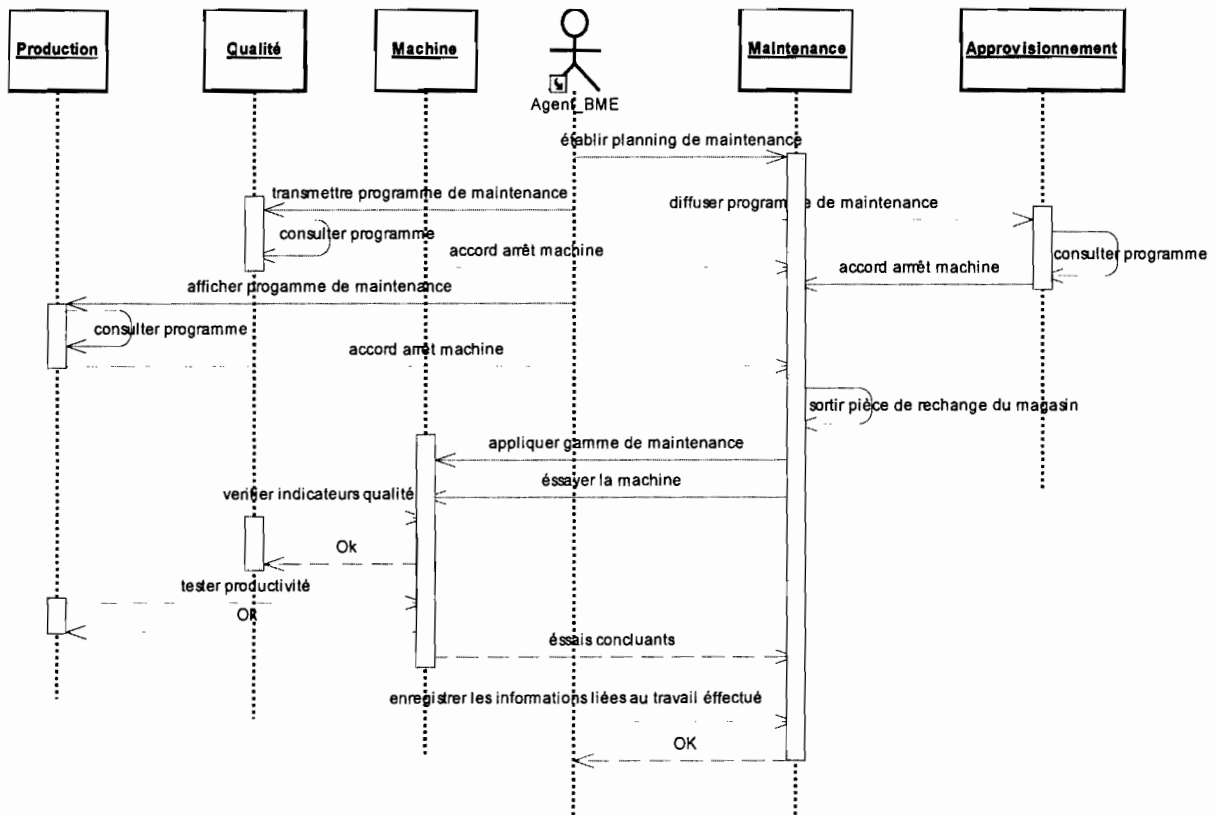 Production
Qualité
Machine
Maintenance
Approvisionnement
Agent_BME
établir planning de maintenance
transmettre programme de maintenance
diffuser programme de maintenance
consulter programme
accord arrêt machine
consulter programme
accord arrêt machine
afficher progamme de maintenance
consulter programme
accord arrêt machine
sortir pièce de rechange du magasin
appliquer gamme de maintenance
éssayer la machine
verifier indicateurs qualité
Ok
tester productivité
Ok
éssais concluants
enregistrer les informations liées au travail éffectué
OK